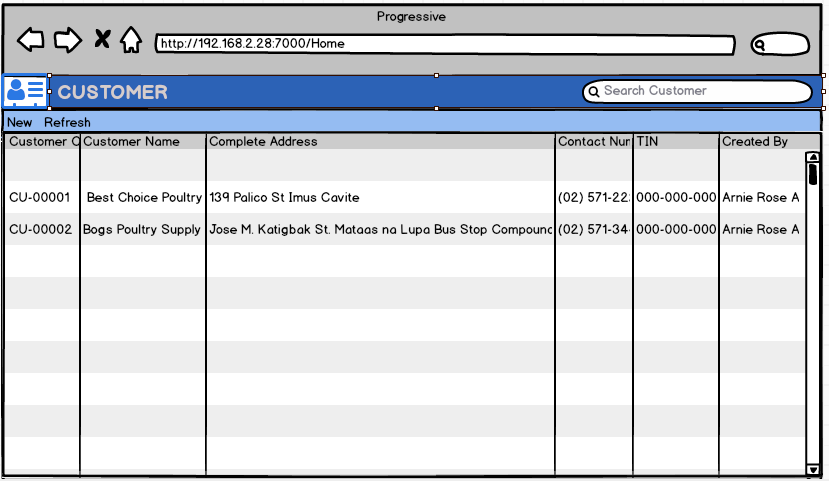 Progressive
http://192.168.2.28:7000/Home
CUSTOMER
Search Customer
New Refresh
Customer C Customer Name Complete Address Contact Nur TIN Created By
CU-00001 Best Choice Poultry 139 Palico St Imus Cavite (02) 571-22 000-000-000 Arnie Rose A
CU-00002 Bogs Poultry Supply Jose M. Katigbak St. Mataas na Lupa Bus Stop Compound (02) 571-34 000-000-000 Arnie Rose A